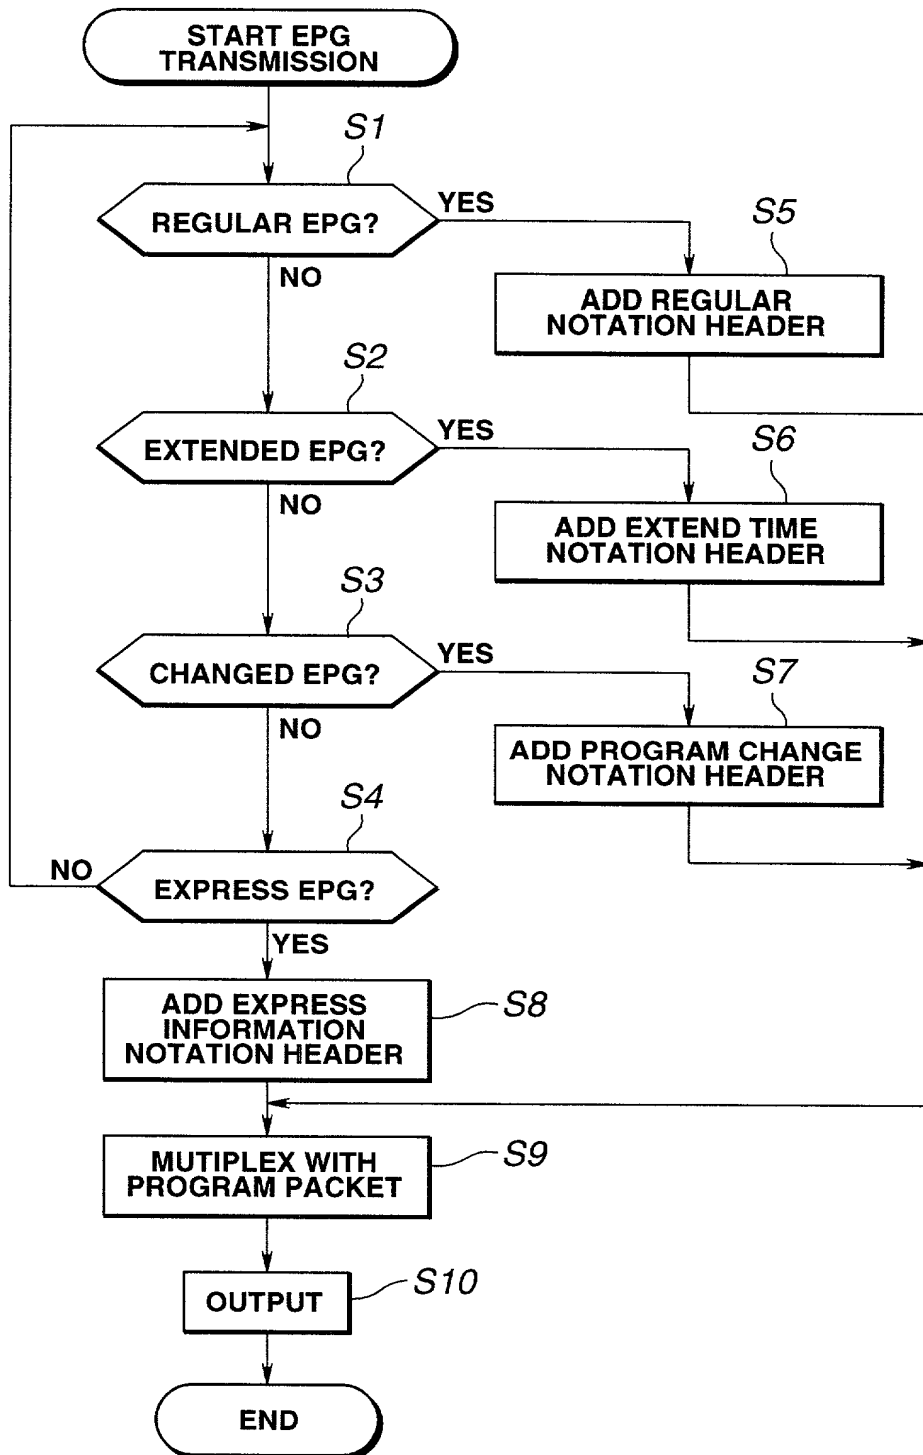 START EPG
TRANSMISSION
S1
REGULAR EPG?
YES
NO
S5
ADD REGULAR
NOTATION HEADER
S2
EXTENDED EPG?
YES
NO
S6
ADD EXTEND TIME
NOTATION HEADER
S3
CHANGED EPG?
YES
NO
S7
ADD PROGRAM CHANGE
NOTATION HEADER
S4
NO
EXPRESS EPG?
YES
ADD EXPRESS
INFORMATION
NOTATION HEADER
S8
MUTIPLEX WITH
PROGRAM PACKET
S9
OUTPUT
S10
END